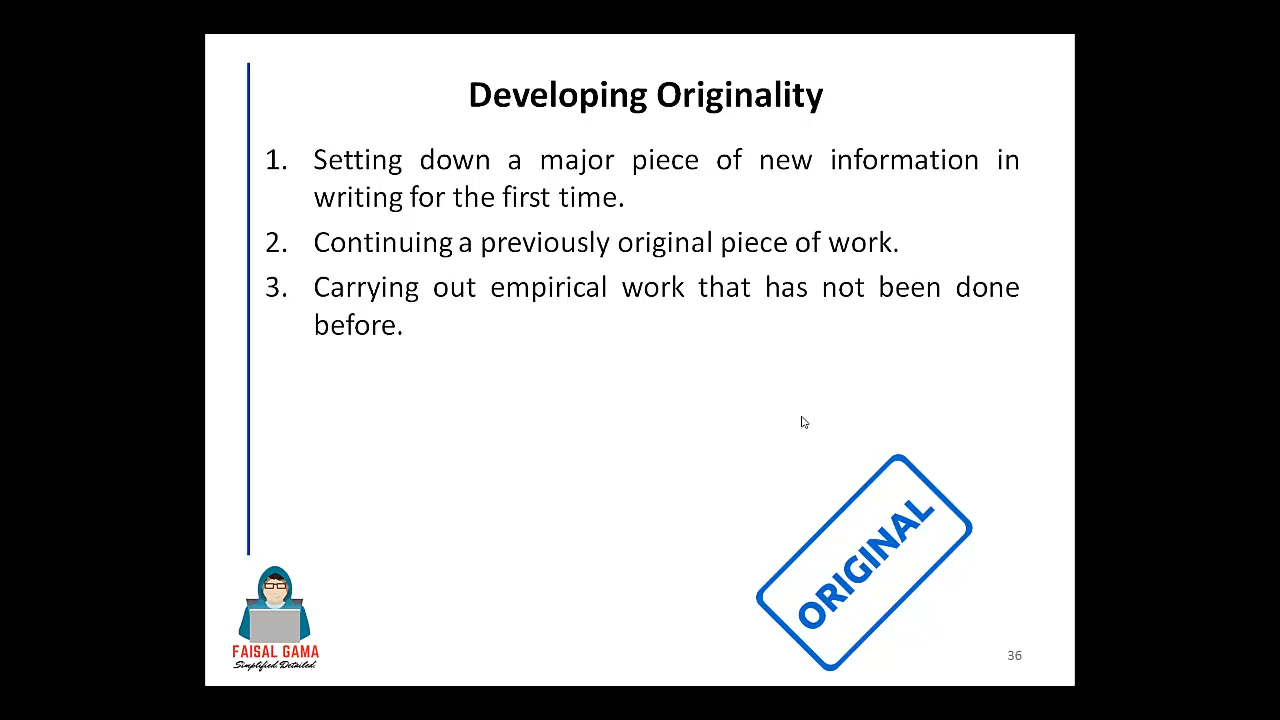 Developing Originality
1. Setting down a major piece of new information in
writing for the first time.
2. Continuing a previously original piece of work.
3. Carrying out empirical work that has not been done
before.
ORIGINAL
FAISAL GAMA
Simplified. Detailed.
36